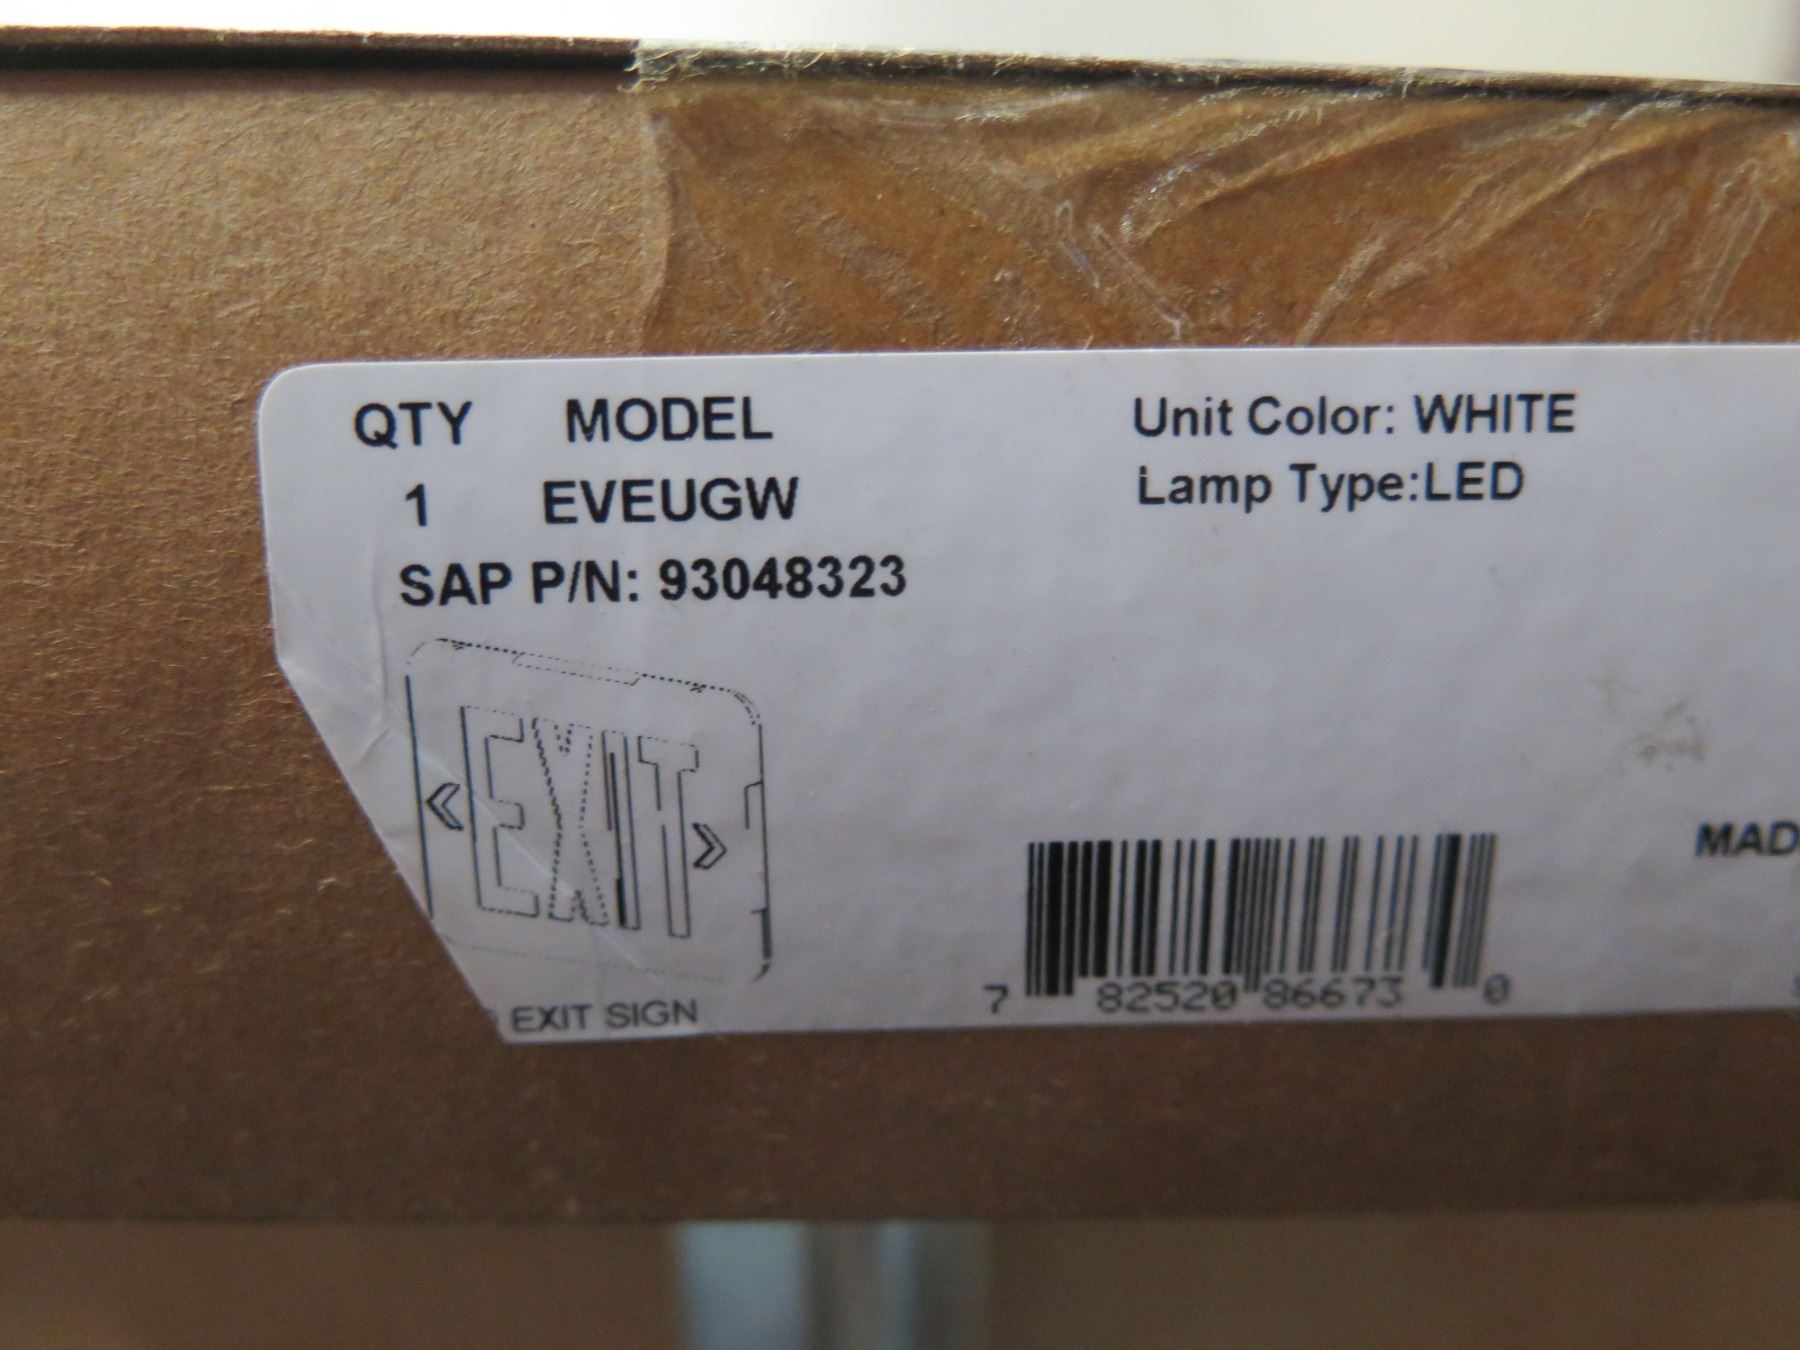 QTY MODEL
1 EVEUGW
SAP P/N: 93048323
Unit Color: WHITE
Lamp Type:LED
EXIT
EXIT SIGN
7 82520 86673 0
MAD